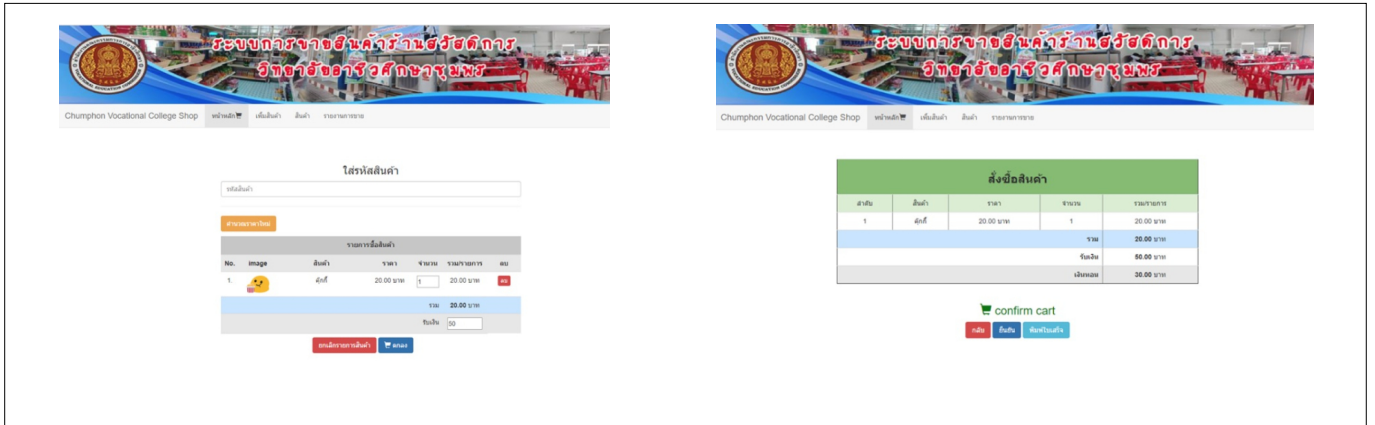 ระบบการขายสินค้าร้านสวัสดิการ
วิทยาลัยอาชีวศึกษาชุมพร
Chumphon Vocational College Shop หน้าหลัก เพิ่มสินค้า สินค้า รายงานการขาย
ใส่รหัสสินค้า
รหัสสินค้า
คำนวณราคาใหม่
รายการซื้อสินค้า
No. image สินค้า ราคา จำนวน รวม/รายการ ลบ
1. คุ้กกี้ 20.00 บาท 1 20.00 บาท ลบ
รวม 20.00 บาท
รับเงิน 50
ยกเลิกรายการสินค้า ตกลง
ระบบการขายสินค้าร้านสวัสดิการ
วิทยาลัยอาชีวศึกษาชุมพร
Chumphon Vocational College Shop หน้าหลัก เพิ่มสินค้า สินค้า รายงานการขาย
สั่งซื้อสินค้า
ลำดับ สินค้า ราคา จำนวน รวม/รายการ
1 คุ้กกี้ 20.00 บาท 1 20.00 บาท
รวม 20.00 บาท
รับเงิน 50.00 บาท
เงินทอน 30.00 บาท
confirm cart
กลับ ยืนยัน พิมพ์ใบเสร็จ